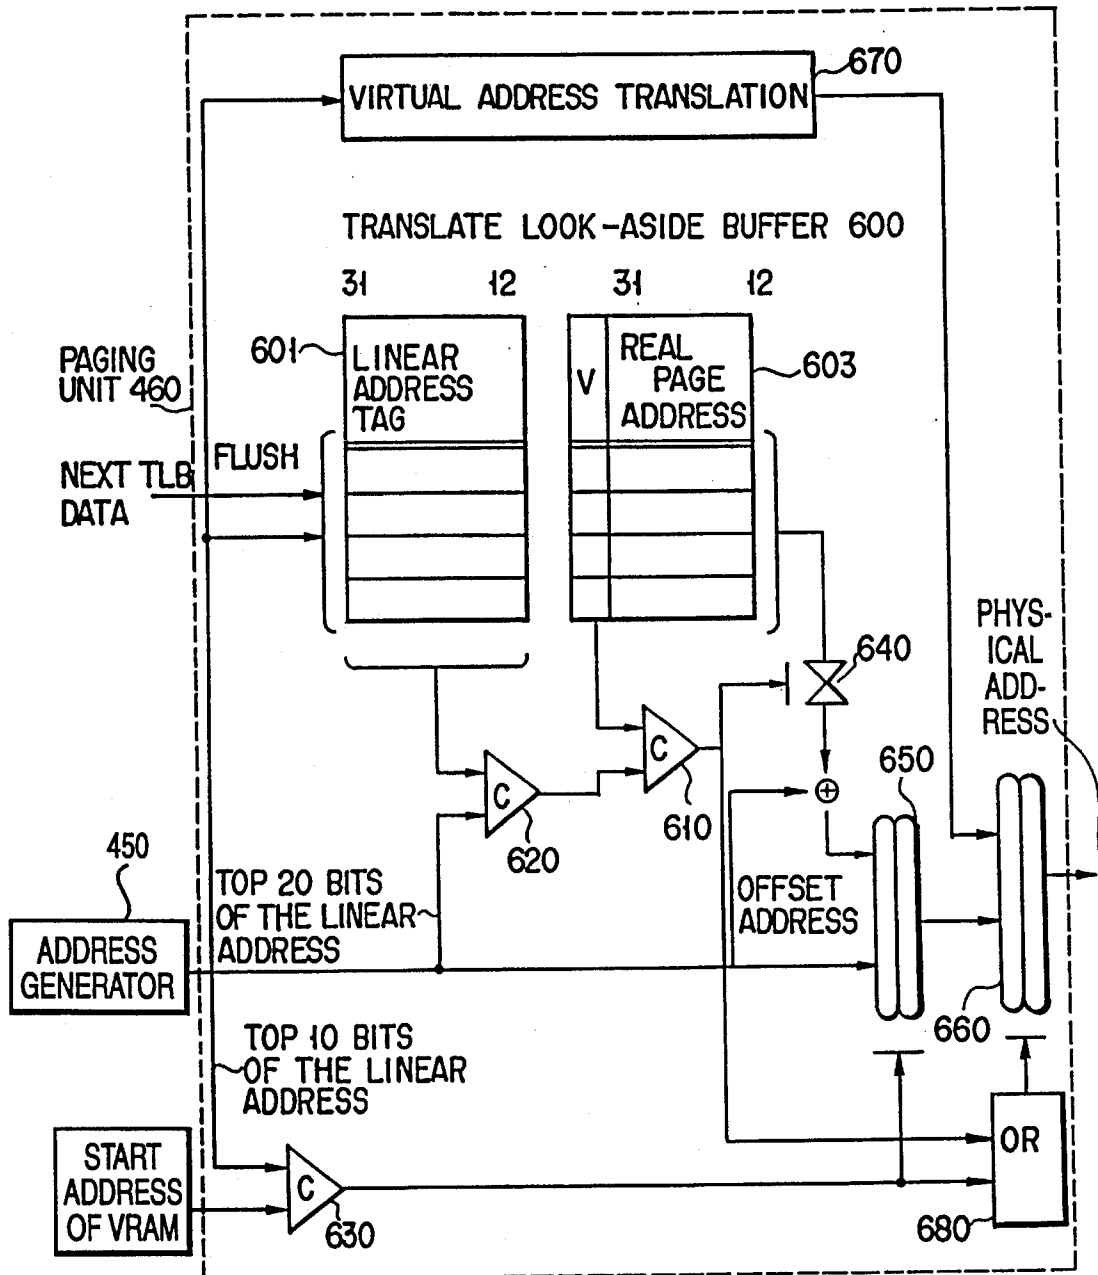 670
VIRTUAL ADDRESS TRANSLATION
TRANSLATE LOOK-ASIDE BUFFER 600
31 12 31 12
601
LINEAR
ADDRESS
TAG
V
REAL
PAGE
ADDRESS
603
PAGING
UNIT 460
FLUSH
NEXT TLB
DATA
640
PHYS-
ICAL
ADD-
RESS
C
610
C
620
+
650
450
TOP 20 BITS
OF THE LINEAR
ADDRESS
OFFSET
ADDRESS
ADDRESS
GENERATOR
660
TOP 10 BITS
OF THE LINEAR
ADDRESS
START
ADDRESS
OF VRAM
C
630
OR
680